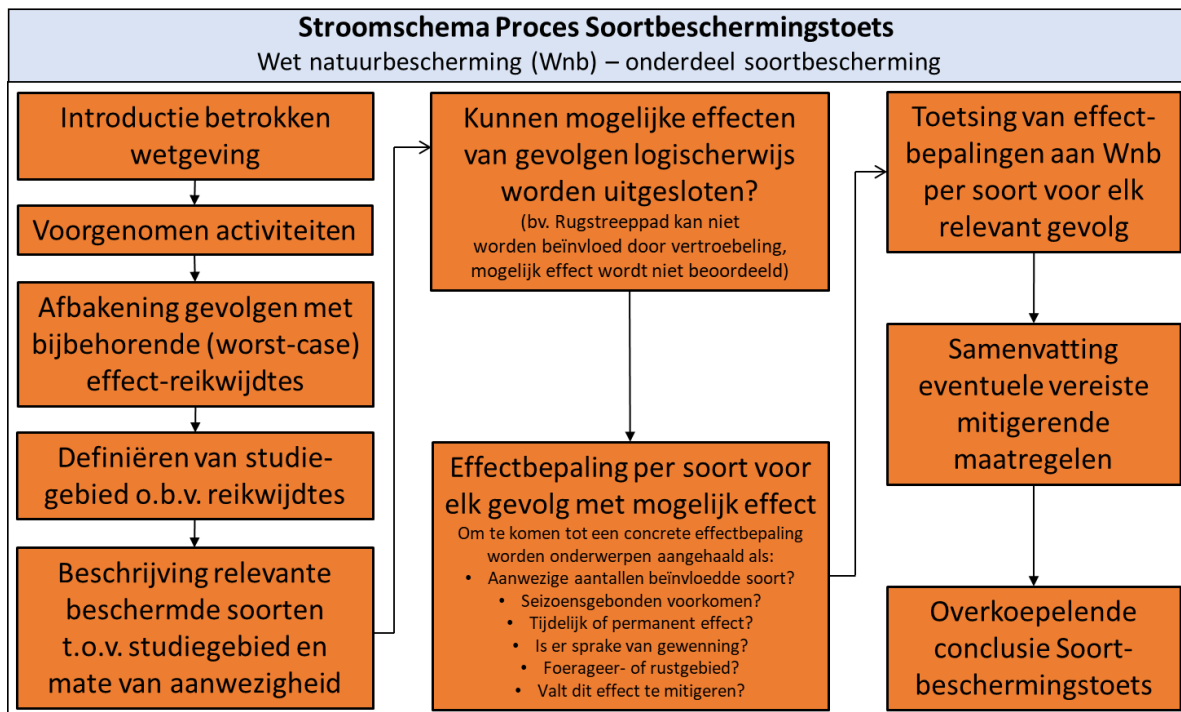 Stroomschema Proces Soortbeschermingstoets
Wet natuurbescherming (Wnb) – onderdeel soortbescherming
Introductie betrokken
wetgeving
Voorgenomen activiteiten
Afbakening gevolgen met
bijbehorende (worst-case)
effect-reikwijdtes
Definiëren van studie-
gebied o.b.v. reikwijdtes
Beschrijving relevante
beschermde soorten
t.o.v. studiegebied en
mate van aanwezigheid
Kunnen mogelijke effecten
van gevolgen logischerwijs
worden uitgesloten?
(bv. Rugstreeppad kan niet
worden beïnvloed door vertroebeling,
mogelijk effect wordt niet beoordeeld)
Effectbepaling per soort voor
elk gevolg met mogelijk effect
Om te komen tot een concrete effectbepaling
worden onderwerpen aangehaald als:
• Aanwezige aantallen beïnvloedde soort?
• Seizoensgebonden voorkomen?
• Tijdelijk of permanent effect?
• Is er sprake van gewenning?
• Foerageer- of rustgebied?
• Valt dit effect te mitigeren?
Toetsing van effect-
bepalingen aan Wnb
per soort voor elk
relevant gevolg
Samenvatting
eventuele vereiste
mitigerende
maatregelen
Overkoepelende
conclusie Soort-
beschermingstoets